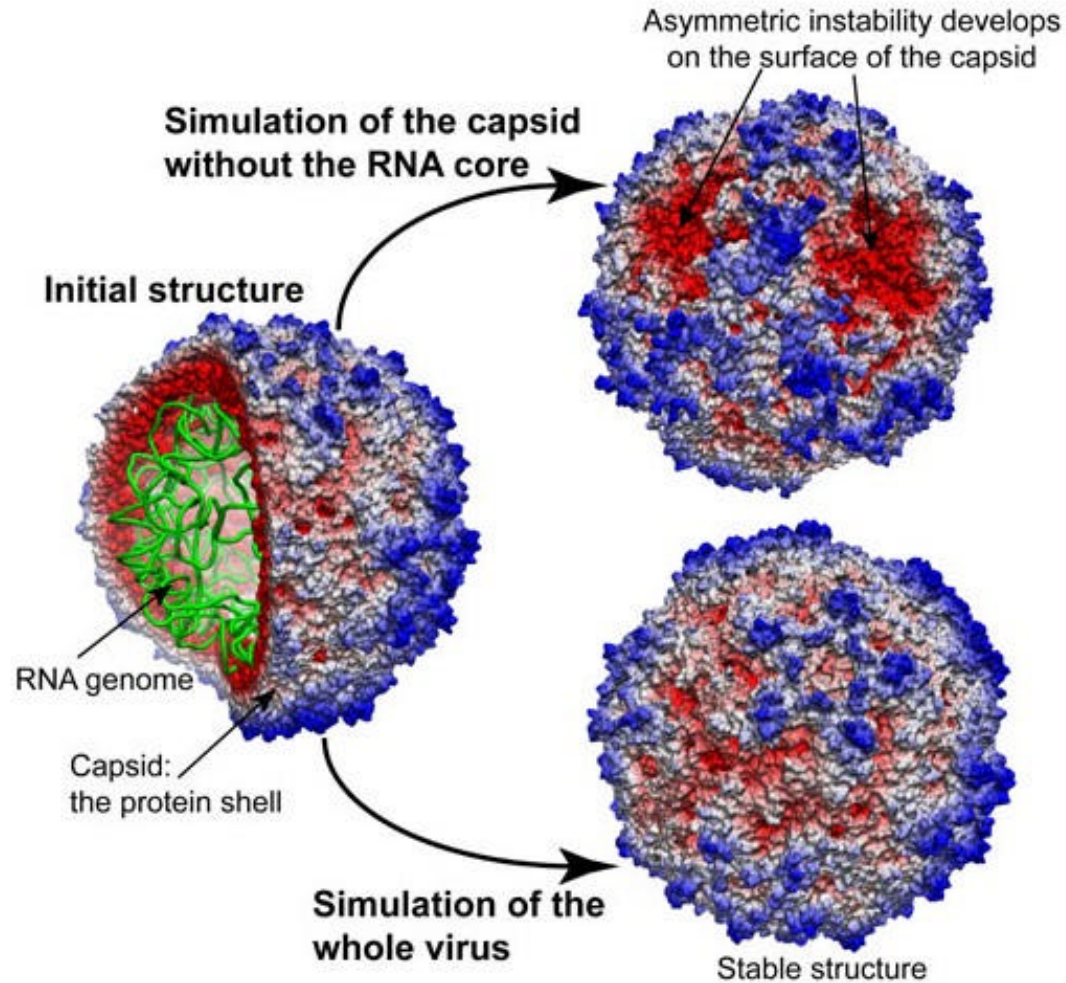 Asymmetric instability develops
on the surface of the capsid
Simulation of the capsid
without the RNA core
Initial structure
RNA genome
Capsid:
the protein shell
Simulation of the
whole virus
Stable structure